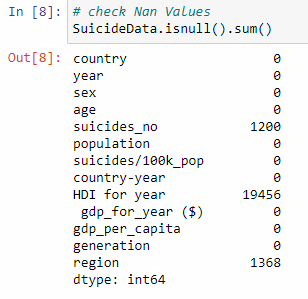 In [8]: # check Nan Values
SuicideData.isnull().sum()
Out[8]: country 0
year 0
sex 0
age 0
suicides_no 1200
population 0
suicides/100k_pop 0
country-year 0
HDI for year 19456
gdp_for_year ($) 0
gdp_per_capita 0
generation 0
region 1368
dtype: int64